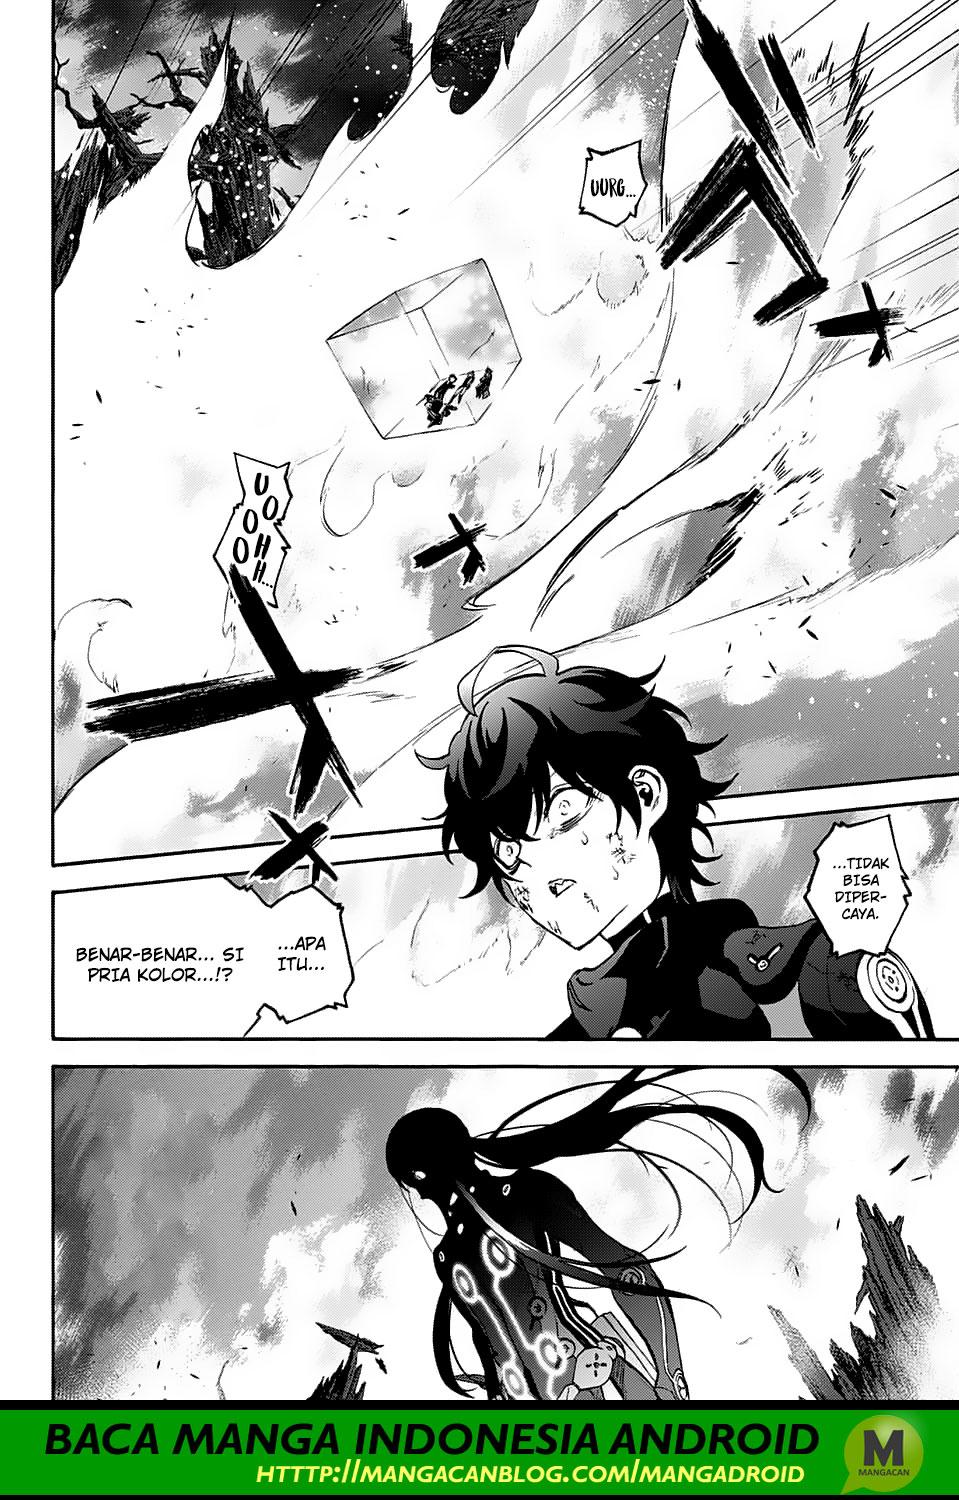 UURG...
UOOOHH...
O
...TIDAK
BISA
DIPER-
CAYA.
...APA
ITU...
BENAR-BENAR... SI
PRIA KOLOR...!?
BACA MANGA INDONESIA ANDROID
HTTTP://MANGACANBLOG.COM/MANGADROID
M
MANGACAN